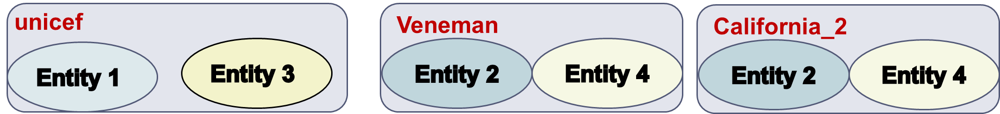 unicef
Entity 1
Entity 3
Veneman
Entity 2
Entity 4
California_2
Entity 2
Entity 4